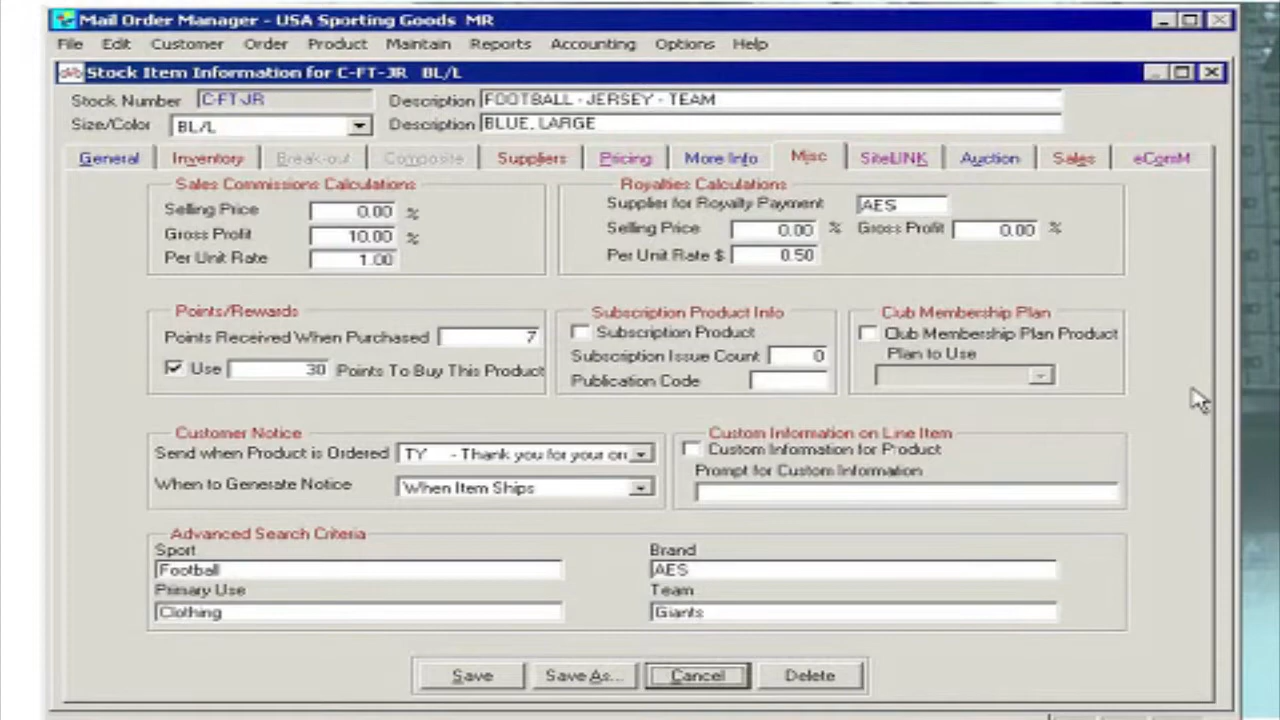 Mail Order Manager - USA Sporting Goods MR
File Edit Customer Order Product Maintain Reports Accounting Options Help
Stock Item Information for C-FT-JR BL/L
Stock Number C-FT-JR Description FOOTBALL - JERSEY - TEAM
Size/Color BL/L Description BLUE, LARGE
General Inventory Break-out Composite Suppliers Pricing More Info Misc SiteLINK Auction Sales eComM
Sales Commissions Calculations
Selling Price 0.00 %
Gross Profit 10.00 %
Per Unit Rate 1.00
Royalties Calculations
Supplier for Royalty Payment AES
Selling Price 0.00 % Gross Profit 0.00 %
Per Unit Rate $ 0.50
Points/Rewards
Points Received When Purchased 7
Use 30 Points To Buy This Product
Subscription Product Info
Subscription Product
Subscription Issue Count 0
Publication Code
Club Membership Plan
Club Membership Plan Product
Plan to Use
Customer Notice
Send when Product is Ordered TY - Thank you for your or
When to Generate Notice When Item Ships
Custom Information on Line Item
Custom Information for Product
Prompt for Custom Information
Advanced Search Criteria
Sport Brand
Football AES
Primary Use Team
Clothing Giants
Save Save As... Cancel Delete